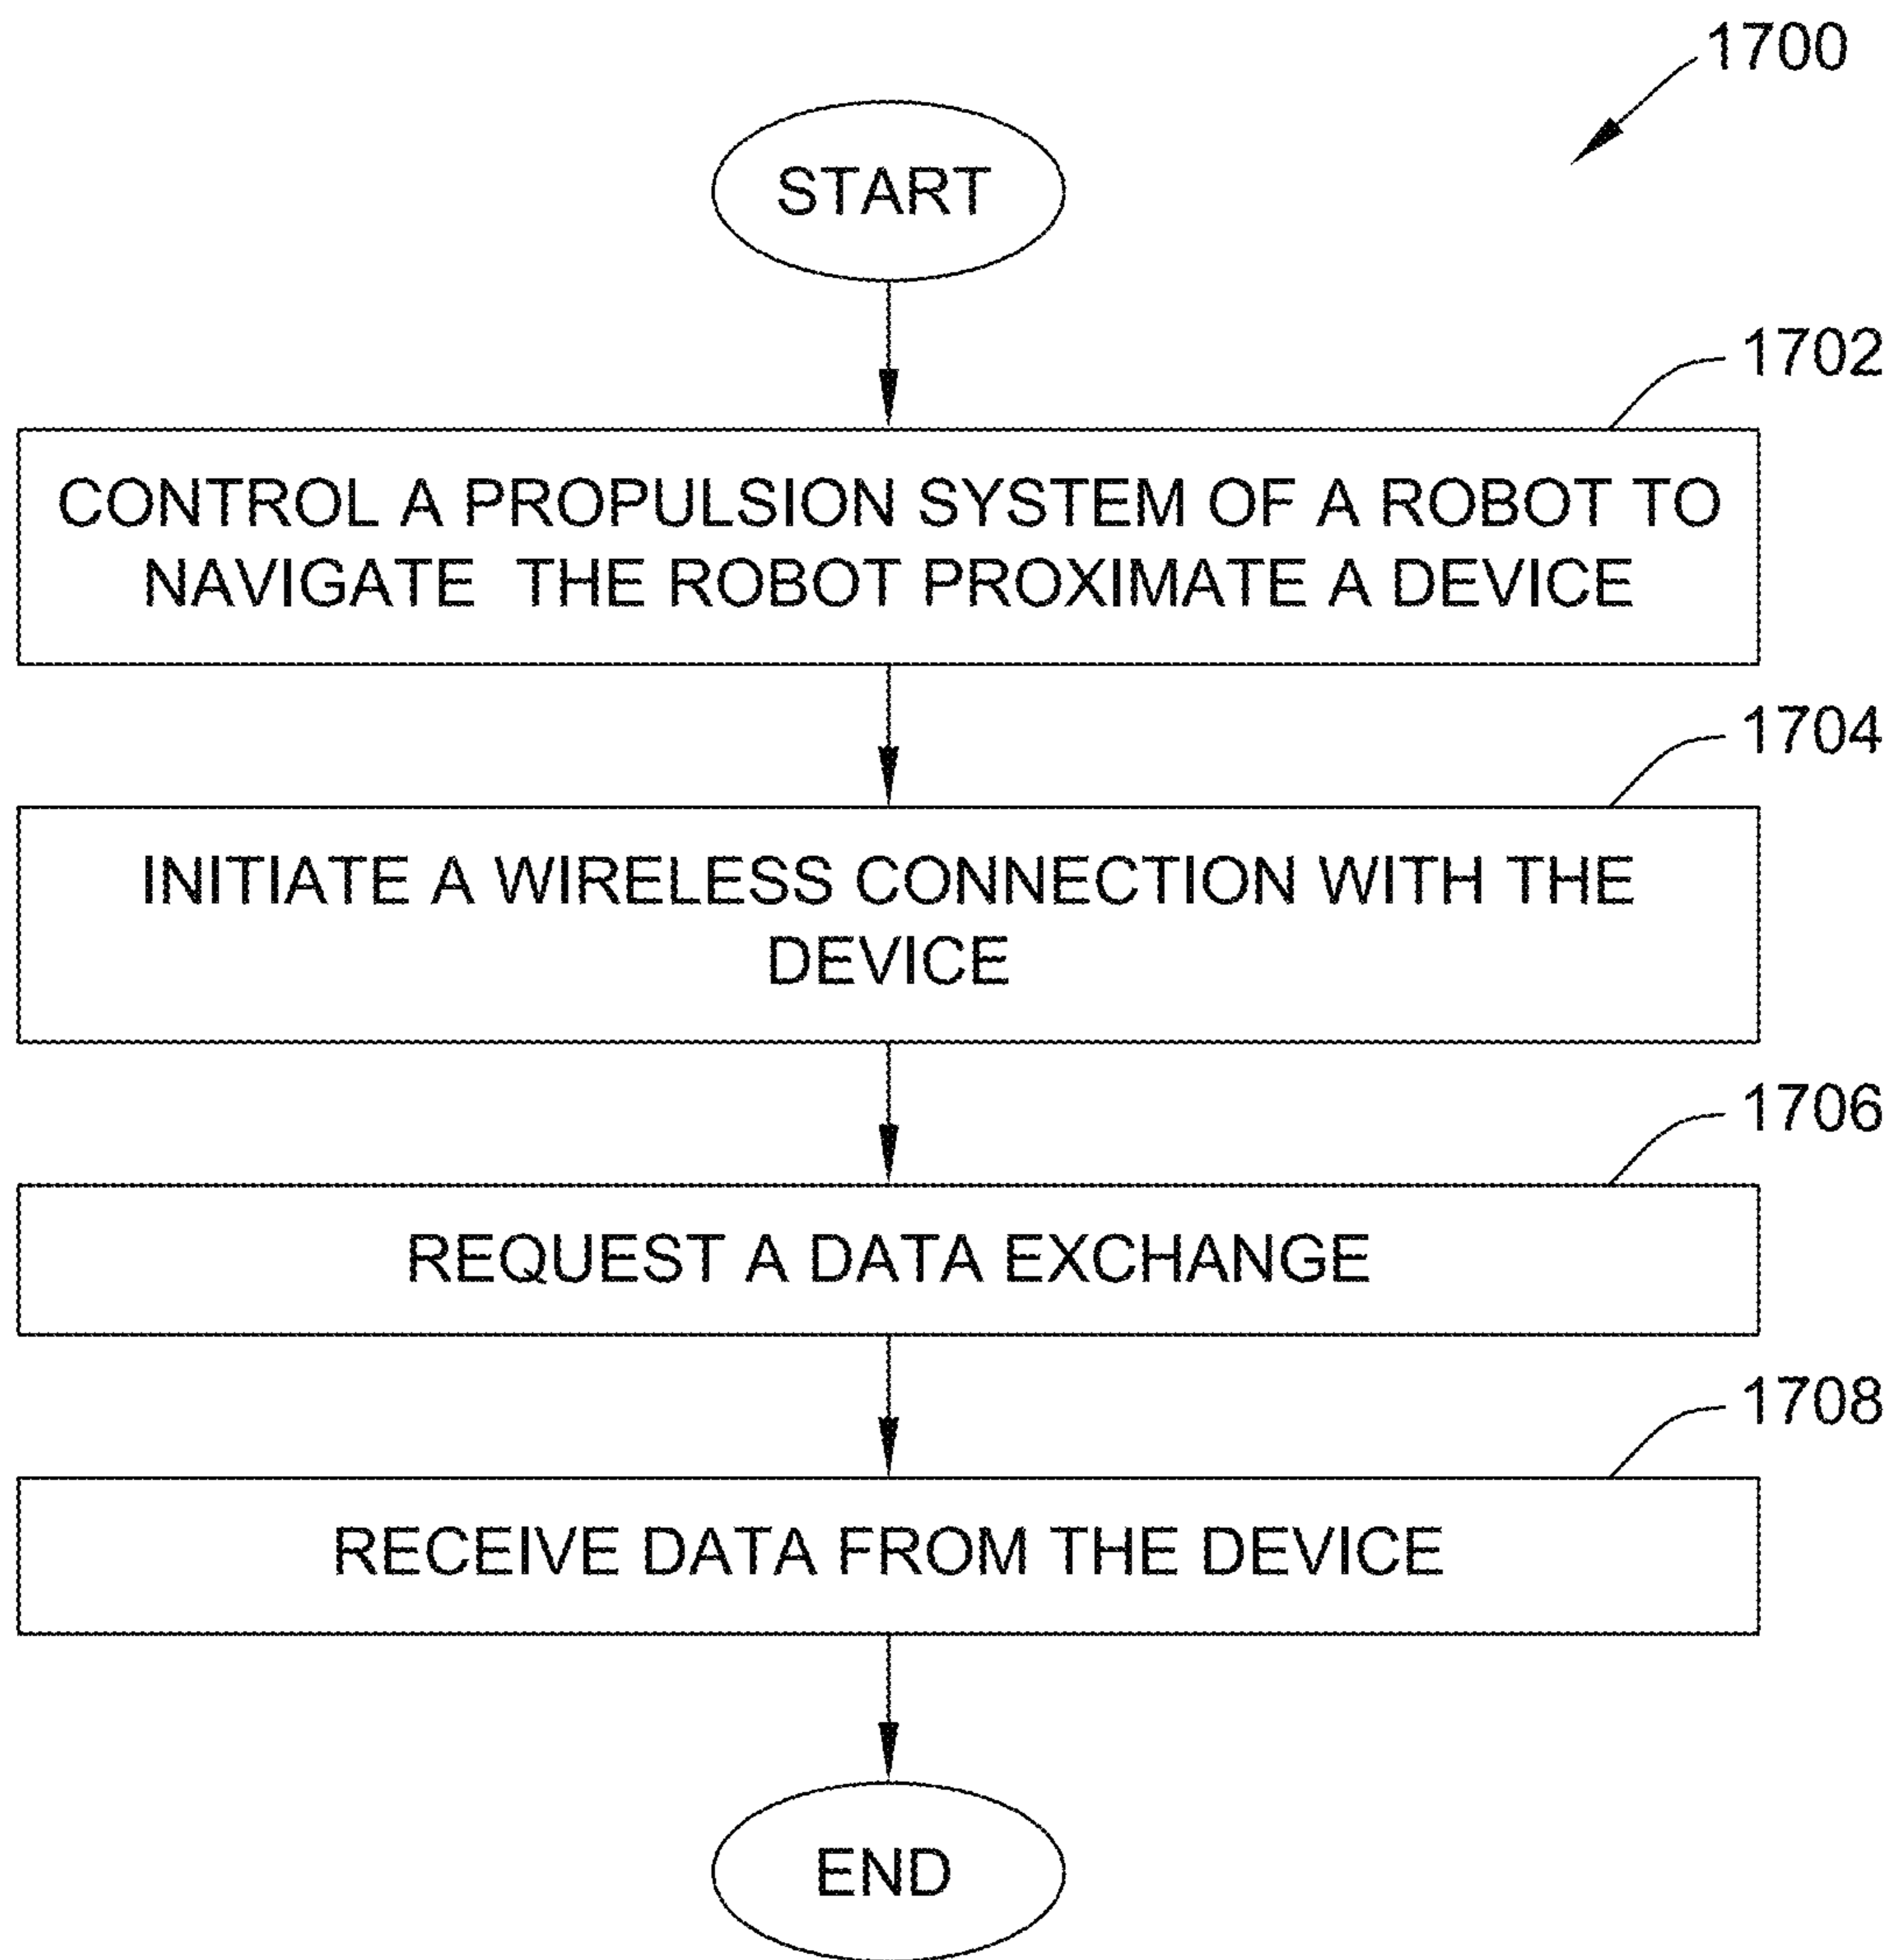 1700
START
1702
CONTROL A PROPULSION SYSTEM OF A ROBOT TO
NAVIGATE THE ROBOT PROXIMATE A DEVICE
1704
INITIATE A WIRELESS CONNECTION WITH THE
DEVICE
1706
REQUEST A DATA EXCHANGE
1708
RECEIVE DATA FROM THE DEVICE
END